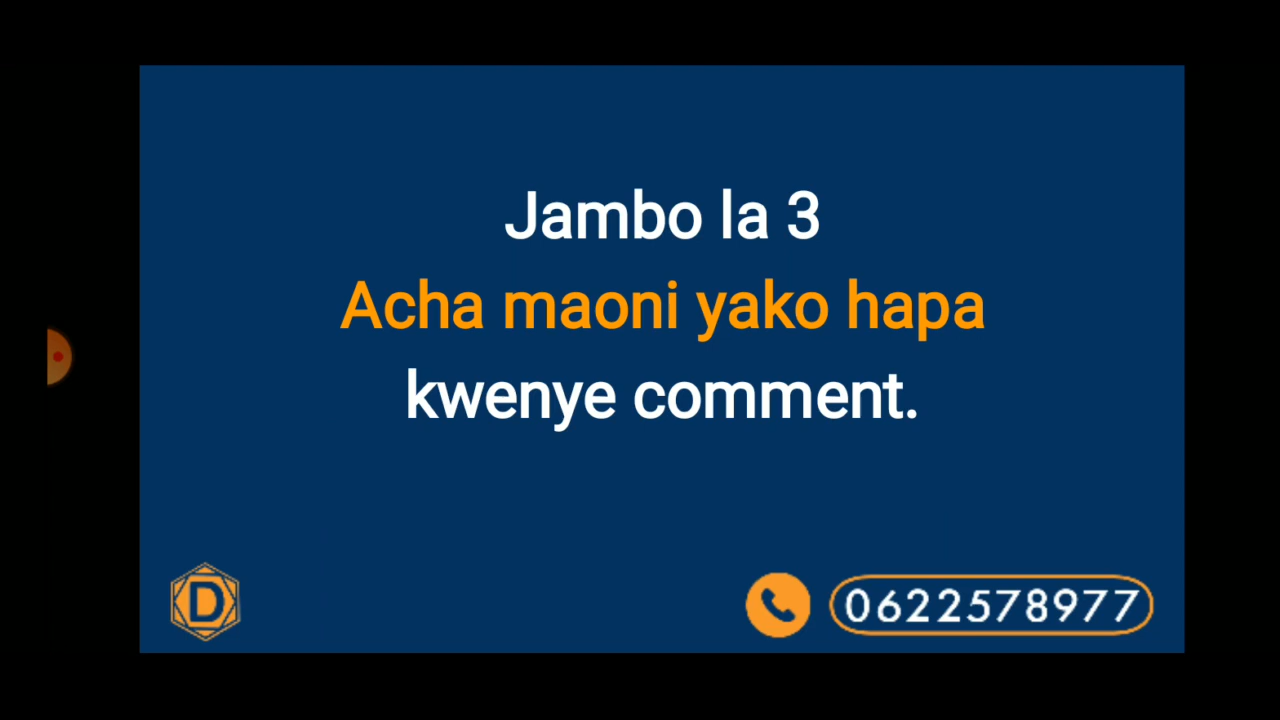 Jambo la 3
Acha maoni yako hapa
kwenye comment.
D
0622578977